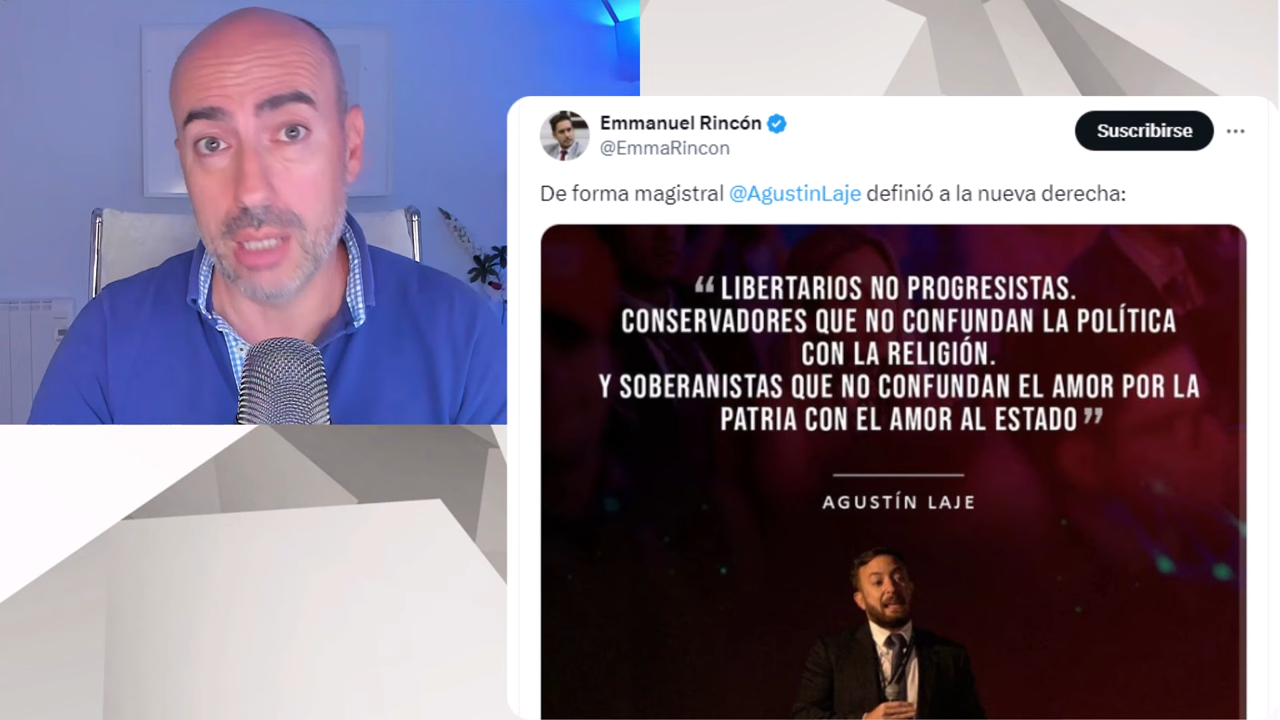 Emmanuel Rincón
@EmmaRincon
Suscribirse
De forma magistral @AgustinLaje definió a la nueva derecha:
“LIBERTARIOS NO PROGRESISTAS.
CONSERVADORES QUE NO CONFUNDAN LA POLÍTICA
CON LA RELIGIÓN.
Y SOBERANISTAS QUE NO CONFUNDAN EL AMOR POR LA
PATRIA CON EL AMOR AL ESTADO”
AGUSTÍN LAJE